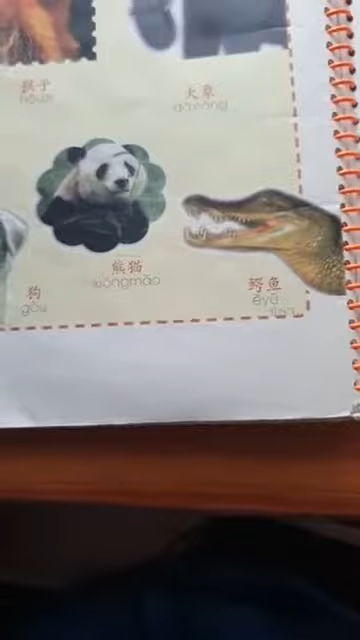 猴子 大象
hóuzi dàxiàng
熊猫
xióngmāo
狗 鳄鱼
gǒu èyú